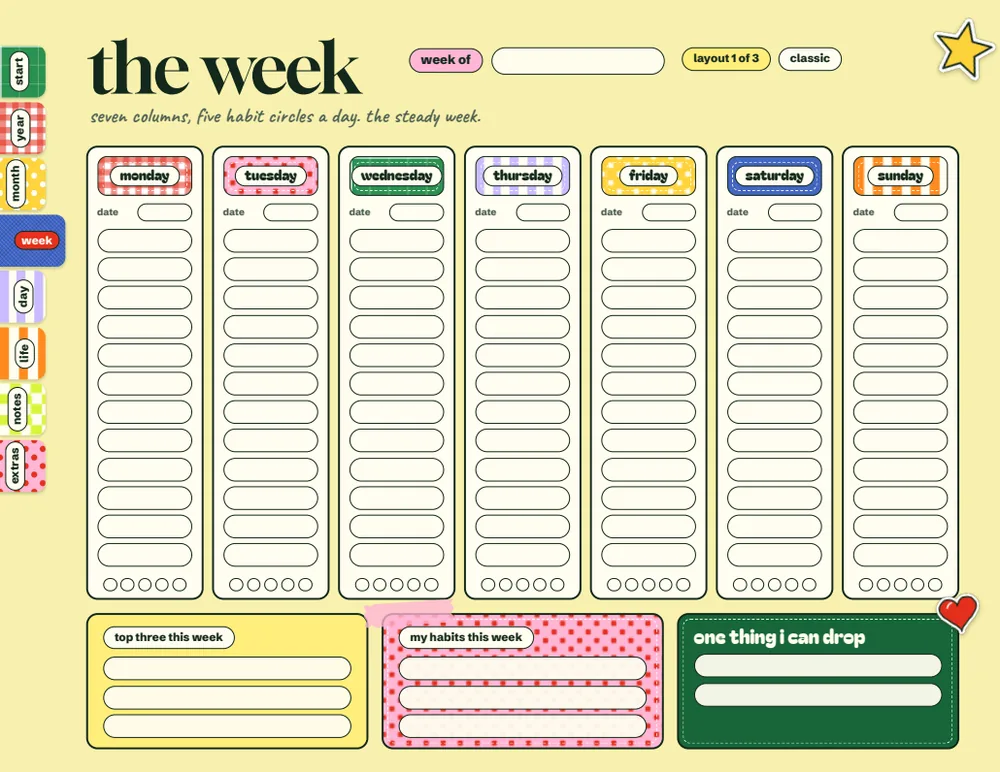 the week
week of
layout 1 of 3
classic
seven columns, five habit circles a day. the steady week.
start
year
month
week
day
life
notes
extras
monday
tuesday
wednesday
thursday
friday
saturday
sunday
date
date
date
date
date
date
date
top three this week
my habits this week
one thing i can drop